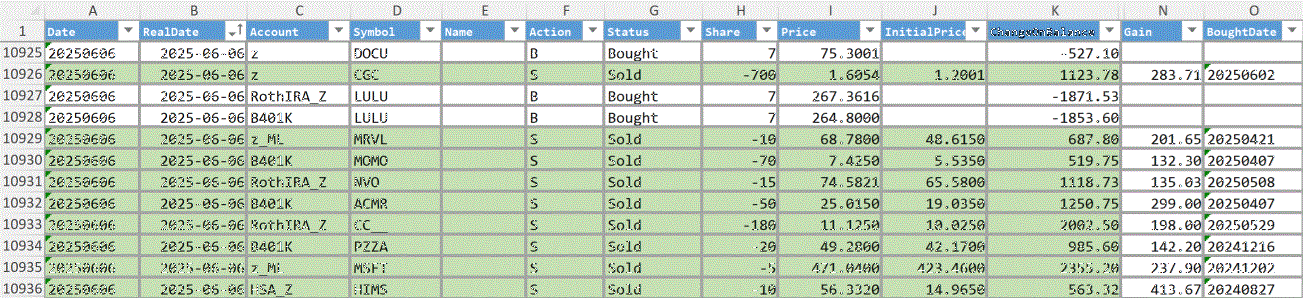 A B C D E F G H I J K N O
1 Date RealDate Account Symbol Name Action Status Share Price InitialPrice ChangeInBalance Gain BoughtDate
10925 20250606 2025-06-06 z DOCU B Bought 7 75.3001 -527.10
10926 20250606 2025-06-06 z CGC S Sold -700 1.6054 1.2001 1123.78 283.71 20250602
10927 20250606 2025-06-06 RothIRA_Z LULU B Bought 7 267.3616 -1871.53
10928 20250606 2025-06-06 8401K LULU B Bought 7 264.8000 -1853.60
10929 20250606 2025-06-06 z_ML MRVL S Sold -10 68.7800 48.6150 687.80 201.65 20250421
10930 20250606 2025-06-06 8401K MOMO S Sold -70 7.4250 5.5350 519.75 132.30 20250407
10931 20250606 2025-06-06 RothIRA_Z NVO S Sold -15 74.5821 65.5800 1118.73 135.03 20250508
10932 20250606 2025-06-06 8401K ACMR S Sold -50 25.0150 19.0350 1250.75 299.00 20250407
10933 20250606 2025-06-06 RothIRA_Z CC__ S Sold -180 11.1250 10.0250 2002.50 198.00 20250529
10934 20250606 2025-06-06 8401K PZZA S Sold -20 49.2800 42.1700 985.60 142.20 20241216
10935 20250606 2025-06-06 z_ML MSFT S Sold -5 471.0400 423.4600 2355.20 237.90 20241202
10936 20250606 2025-06-06 HSA_Z HIMS S Sold 10 56.3320 14.9650 563.32 413.67 20240827